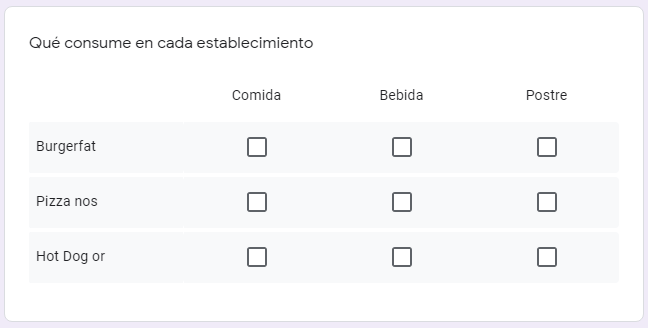 Qué consume en cada establecimiento
Comida Bebida Postre
Burgerfat
Pizza nos
Hot Dog or